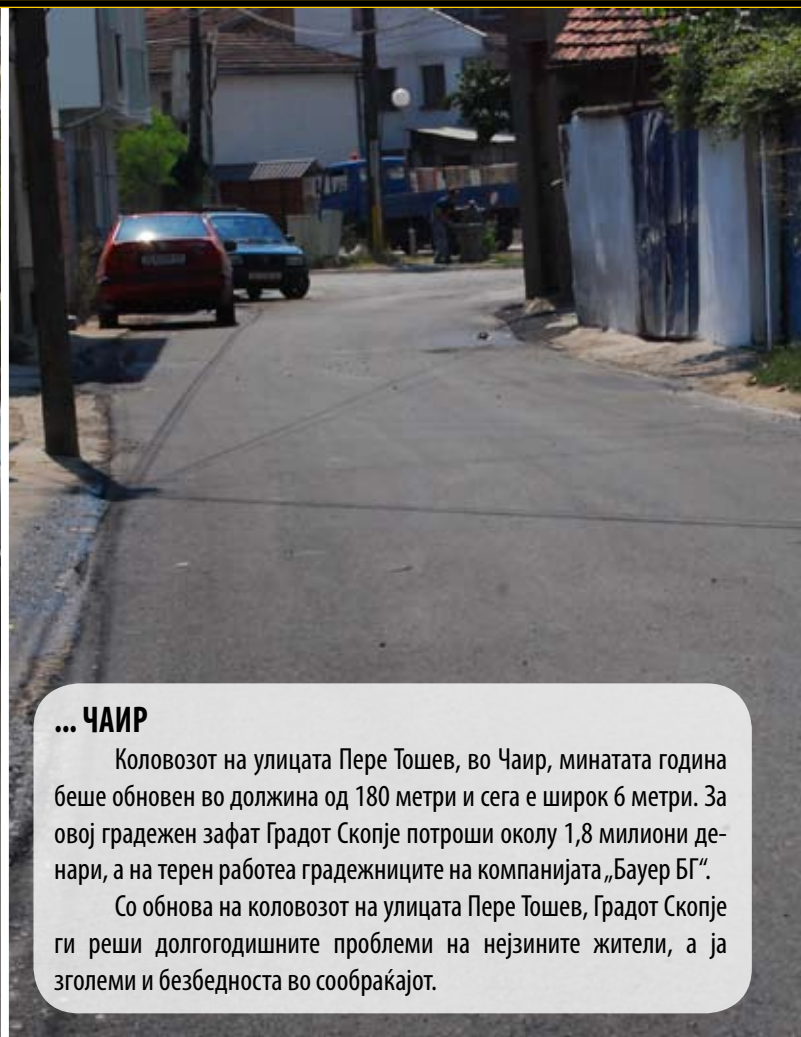 ... ЧАИР
Коловозот на улицата Пере Тошев, во Чаир, минатата година
беше обновен во должина од 180 метри и сега е широк 6 метри. За
овој градежен зафат Градот Скопје потроши околу 1,8 милиони де-
нари, а на терен работеа градежниците на компанијата „Бауер БГ“.
Со обнова на коловозот на улицата Пере Тошев, Градот Скопје
ги реши долгогодишните проблеми на нејзините жители, а ја
зголеми и безбедноста во сообраќајот.